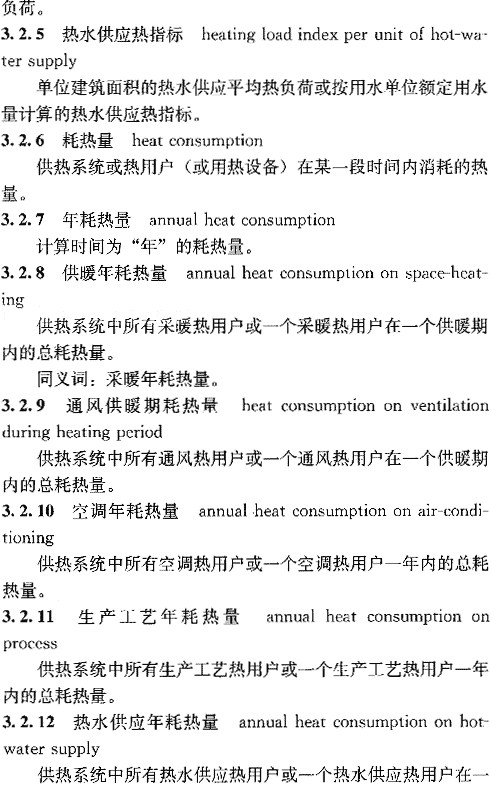 负荷。
3.2.5 热水供应热指标 heating load index per unit of hot-wa-
ter supply
单位建筑面积的热水供应平均热负荷或按用水单位额定用水
量计算的热水供应热指标。
3.2.6 耗热量 heat consumption
供热系统或热用户（或用热设备）在某一段时间内消耗的热
量。
3.2.7 年耗热量 annual heat consumption
计算时间为“年”的耗热量。
3.2.8 供暖年耗热量 annual heat consumption on space-heat-
ing
供热系统中所有采暖热用户或一个采暖热用户在一个供暖期
内的总耗热量。
同义词：采暖年耗热量。
3.2.9 通风供暖期耗热量 heat consumption on ventilation
during heating period
供热系统中所有通风热用户或一个通风热用户在一个供暖期
内的总耗热量。
3.2.10 空调年耗热量 annual heat consumption on air-condi-
tioning
供热系统中所有空调热用户或一个空调热用户一年内的总耗
热量。
3.2.11 生产工艺年耗热量 annual heat consumption on
process
供热系统中所有生产工艺热用户或一个生产工艺热用户一年
内的总耗热量。
3.2.12 热水供应年耗热量 annual heat consumption on hot-
water supply
供热系统中所有热水供应热用户或一个热水供应热用户在一